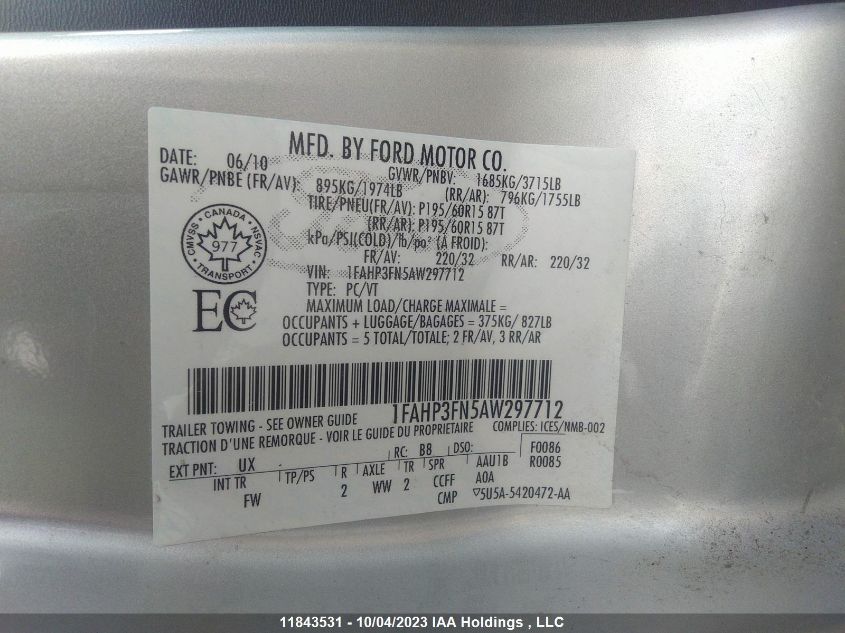 MFD. BY FORD MOTOR CO.
DATE: 06/10 GVWR/PNBV: 1685KG/3715LB
GAWR/PNBE (FR/AV): 895KG/1974LB (RR/AR): 796KG/1755LB
TIRE/PNEU(FR/AV): P195/60R15 87T
(RR/AR): P195/60R15 87T
kPa/PSI(COLD)/lb/po² (À FROID):
FR/AV: 220/32 RR/AR: 220/32
VIN: 1FAHP3FN5AW297712
TYPE: PC/VT
MAXIMUM LOAD/CHARGE MAXIMALE =
OCCUPANTS + LUGGAGE/BAGAGES = 375KG/ 827LB
OCCUPANTS = 5 TOTAL/TOTALE; 2 FR/AV, 3 RR/AR
CANADA
CMVSS 977 NSVAC
TRANSPORT
EC
1FAHP3FN5AW297712
TRAILER TOWING - SEE OWNER GUIDE COMPLIES: ICES/NMB-002
TRACTION D'UNE REMORQUE - VOIR LE GUIDE DU PROPRIETAIRE
EXT PNT: UX RC: B8 DSO: F0086
INT TR TP/PS R AXLE TR SPR AAU1B R0085
FW 2 WW 2 CCFF A0A
CMP ▽5U5A-5420472-AA
11843531 - 10/04/2023 IAA Holdings , LLC